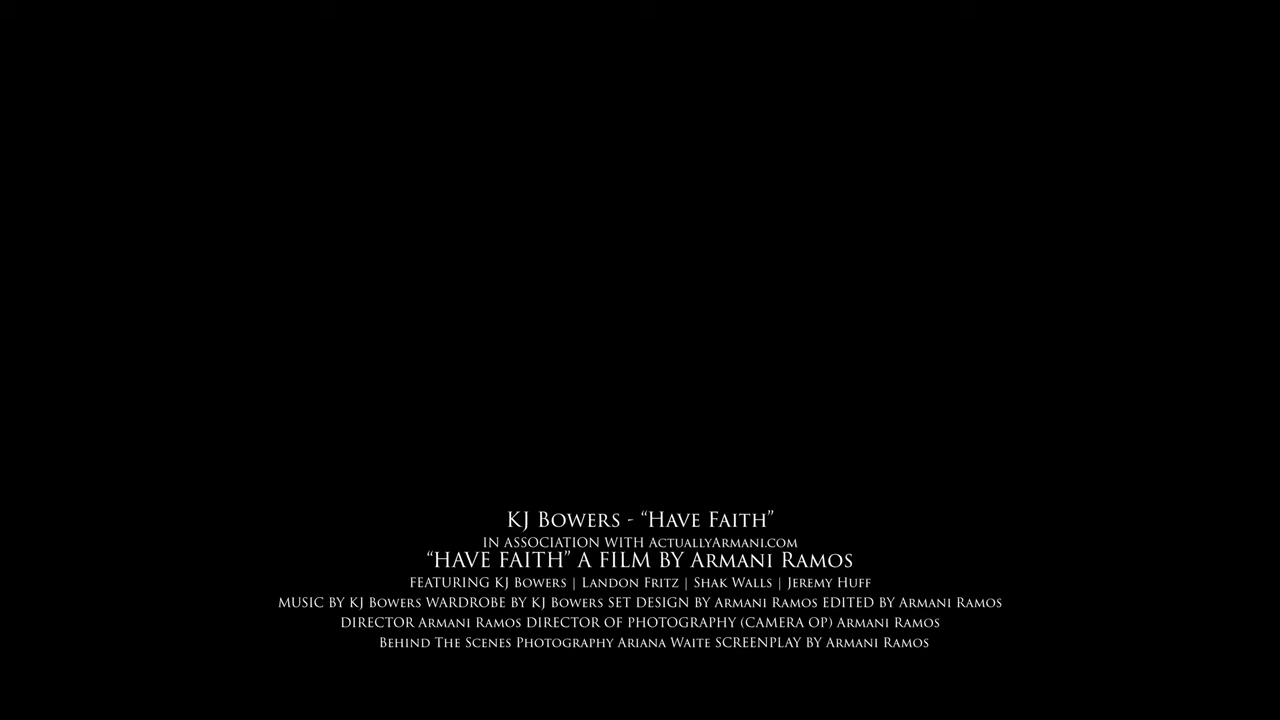 KJ Bowers - “Have Faith”
IN ASSOCIATION WITH ActuallyArmani.com
“HAVE FAITH” A FILM BY Armani Ramos
FEATURING KJ Bowers | Landon Fritz | Shak Walls | Jeremy Huff
MUSIC BY KJ Bowers WARDROBE BY KJ Bowers SET DESIGN BY Armani Ramos EDITED BY Armani Ramos
DIRECTOR Armani Ramos DIRECTOR OF PHOTOGRAPHY (CAMERA OP) Armani Ramos
Behind The Scenes Photography Ariana Waite SCREENPLAY BY Armani Ramos